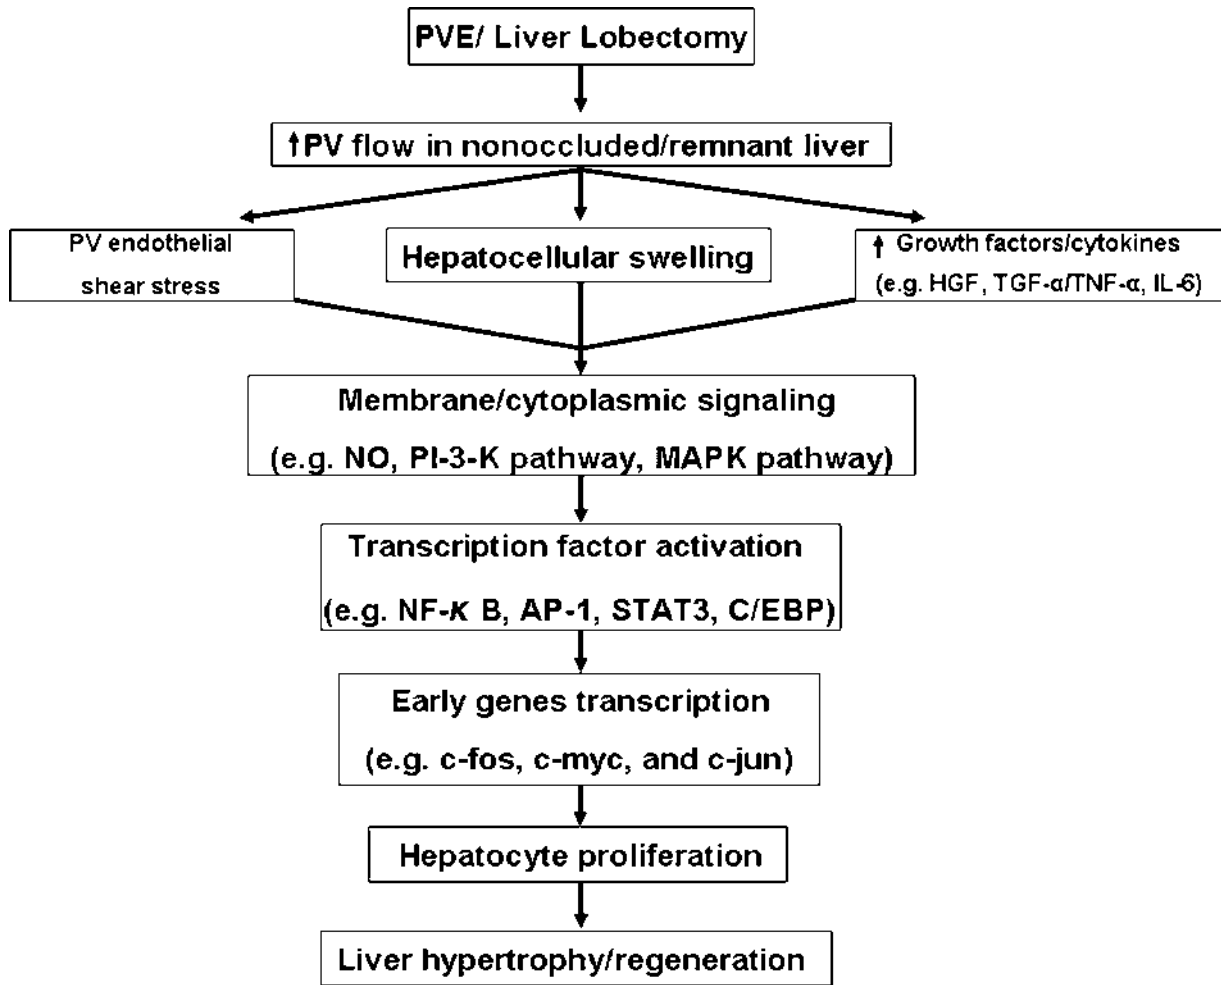 PVE/ Liver Lobectomy
↑PV flow in nonoccluded/remnant liver
PV endothelial
shear stress
Hepatocellular swelling
↑ Growth factors/cytokines
(e.g. HGF, TGF-α/TNF-α, IL-6)
Membrane/cytoplasmic signaling
(e.g. NO, PI-3-K pathway, MAPK pathway)
Transcription factor activation
(e.g. NF-κ B, AP-1, STAT3, C/EBP)
Early genes transcription
(e.g. c-fos, c-myc, and c-jun)
Hepatocyte proliferation
Liver hypertrophy/regeneration